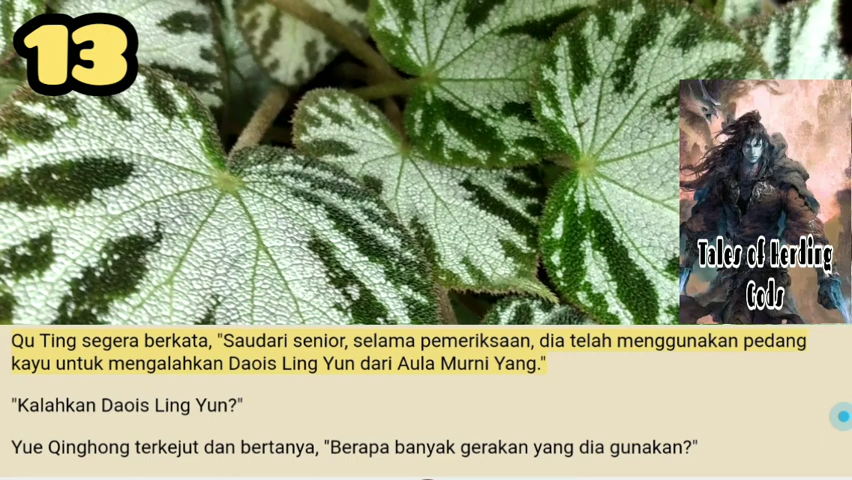 13
Tales of Herding
Gods
Qu Ting segera berkata, "Saudari senior, selama pemeriksaan, dia telah menggunakan pedang
kayu untuk mengalahkan Daois Ling Yun dari Aula Murni Yang."
"Kalahkan Daois Ling Yun?"
Yue Qinghong terkejut dan bertanya, "Berapa banyak gerakan yang dia gunakan?"